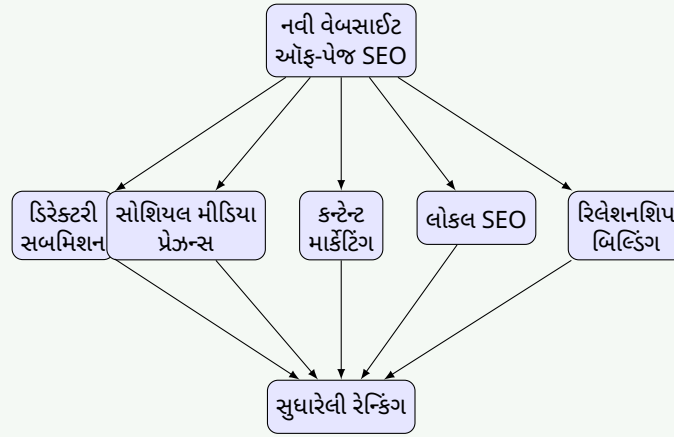 નવી વેબસાઈટ
ઑફ-પેજ SEO
ડિરેક્ટરી
સબમિશન
સોશિયલ મીડિયા
પ્રેઝન્સ
કન્ટેન્ટ
માર્કેટિંગ
લોકલ SEO
રિલેશનશિપ
બિલ્ડિંગ
સુધારેલી રેન્કિંગ